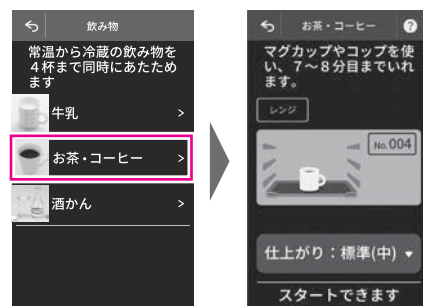 飲み物
常温から冷蔵の飲み物を
４杯まで同時にあたため
ます
牛乳
お茶・コーヒー
酒かん
お茶・コーヒー
マグカップやコップを使
い、７～８分目までいれ
ます。
レンジ
No.004
仕上がり：標準(中)
スタートできます